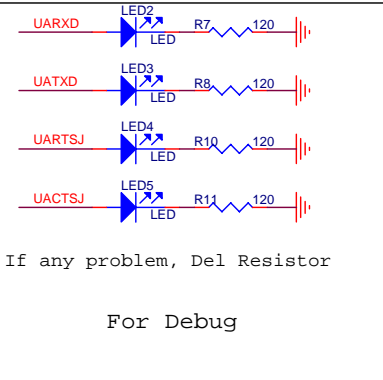 LED2
UARXD R7 120
LED
LED3
UATXD R8 120
LED
LED4
UARTSJ R10 120
LED
LED5
UACTSJ R11 120
LED
If any problem, Del Resistor
For Debug